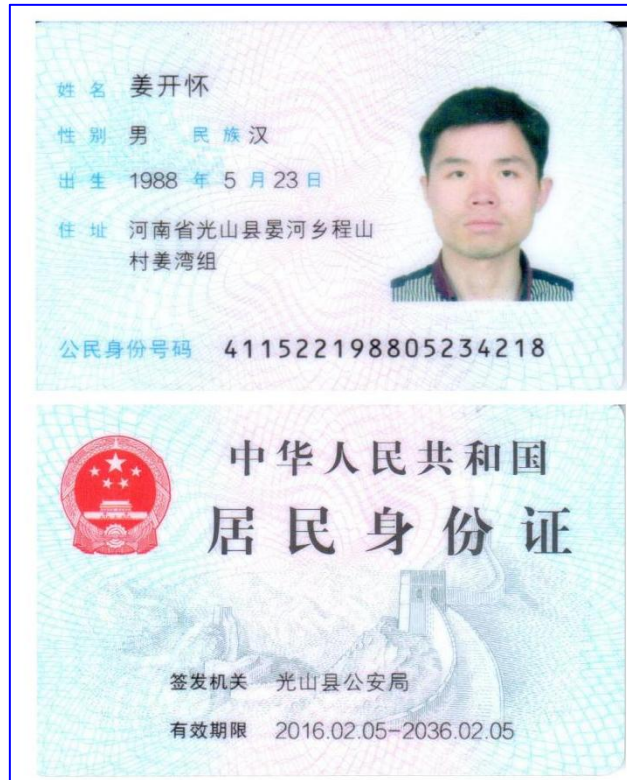 姓名 姜开怀
性别 男 民族 汉
出生 1988 年 5 月 23 日
住址 河南省光山县晏河乡程山
村姜湾组
公民身份号码 411522198805234218
中华人民共和国
居民身份证
签发机关 光山县公安局
有效期限 2016.02.05-2036.02.05